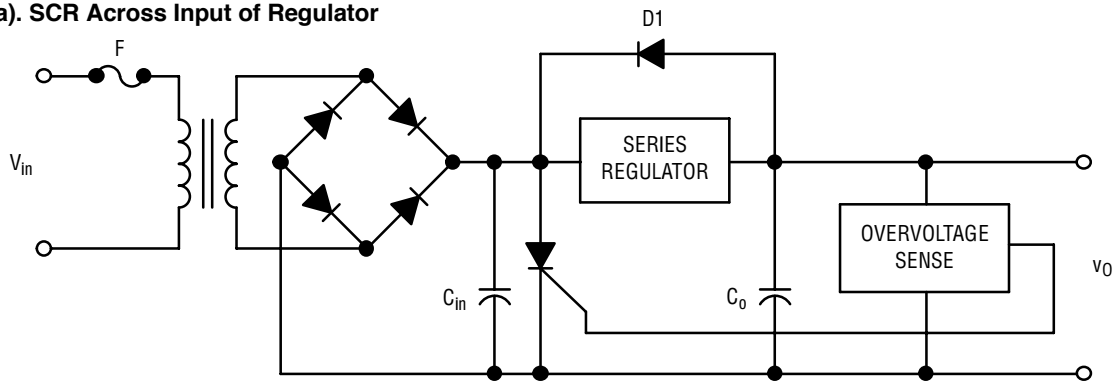 a). SCR Across Input of Regulator
D1
F
SERIES
REGULATOR
Vin
OVERVOLTAGE
SENSE
vO
Cin
Co